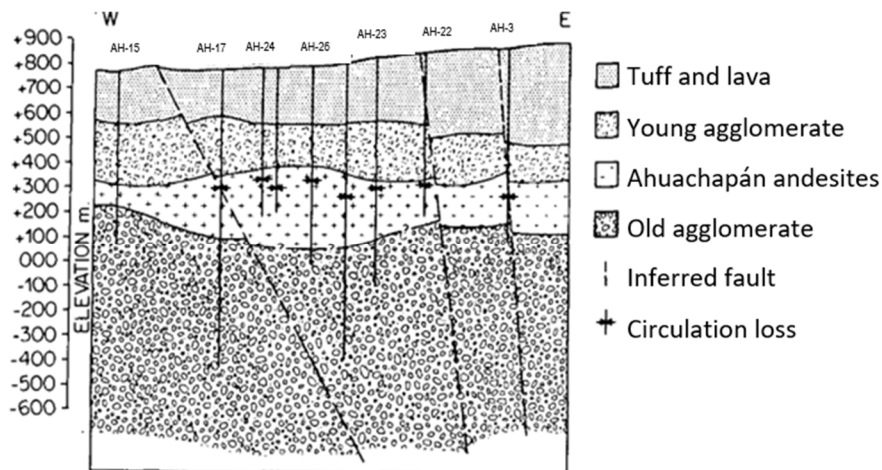 W
E
AH-15
AH-17
AH-24
AH-26
AH-23
AH-22
AH-3
+900
+800
+700
+600
+500
+400
+300
+200
+100
000
-100
-200
-300
-400
-500
-600
ELEVATION m.
Tuff and lava
Young agglomerate
Ahuachapán andesites
Old agglomerate
Inferred fault
Circulation loss